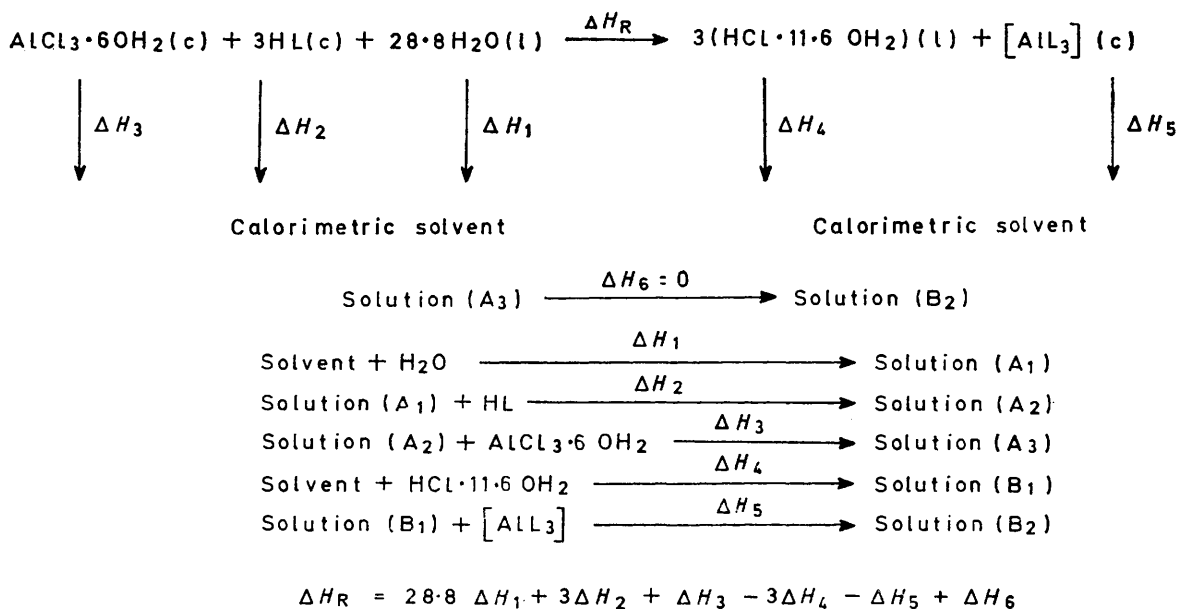 AlCl₃·6OH₂(c) + 3HL(c) + 28·8H₂O(l) ΔH_R 3(HCl·11·6 OH₂)(l) + [AlL₃] (c)
ΔH₃ ΔH₂ ΔH₁ ΔH₄ ΔH₅
Calorimetric solvent Calorimetric solvent
Solution (A₃) ΔH₆ = 0 Solution (B₂)
Solvent + H₂O ΔH₁ Solution (A₁)
Solution (A₁) + HL ΔH₂ Solution (A₂)
Solution (A₂) + AlCl₃·6 OH₂ ΔH₃ Solution (A₃)
Solvent + HCl·11·6 OH₂ ΔH₄ Solution (B₁)
Solution (B₁) + [AlL₃] ΔH₅ Solution (B₂)
ΔH_R = 28·8 ΔH₁ + 3ΔH₂ + ΔH₃ − 3ΔH₄ − ΔH₅ + ΔH₆